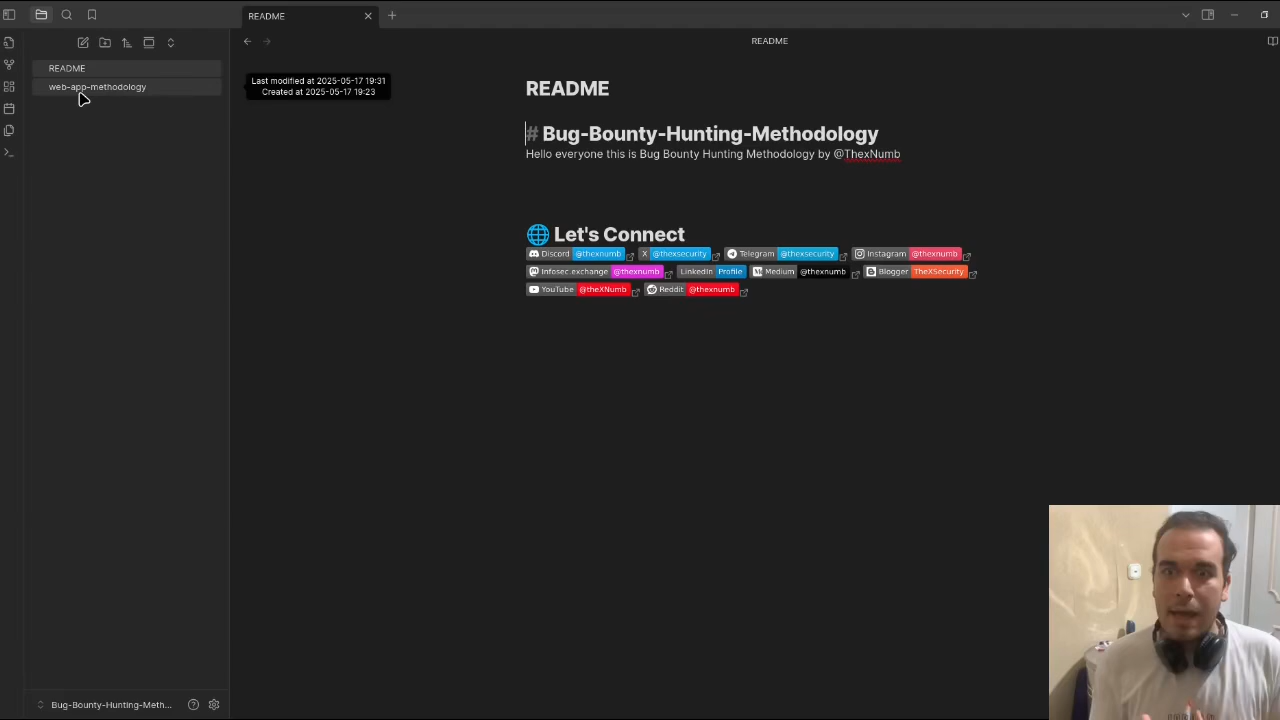 README
README
README
web-app-methodology
Last modified at 2025-05-17 19:31
Created at 2025-05-17 19:23
README
# Bug-Bounty-Hunting-Methodology
Hello everyone this is Bug Bounty Hunting Methodology by @ThexNumb
🌐 Let's Connect
Discord @thexnumb X @thexsecurity Telegram @thexsecurity Instagram @thexnumb
Infosec.exchange @thexnumb LinkedIn Profile Medium @thexnumb Blogger TheXSecurity
YouTube @theXNumb Reddit @thexnumb
Bug-Bounty-Hunting-Meth...